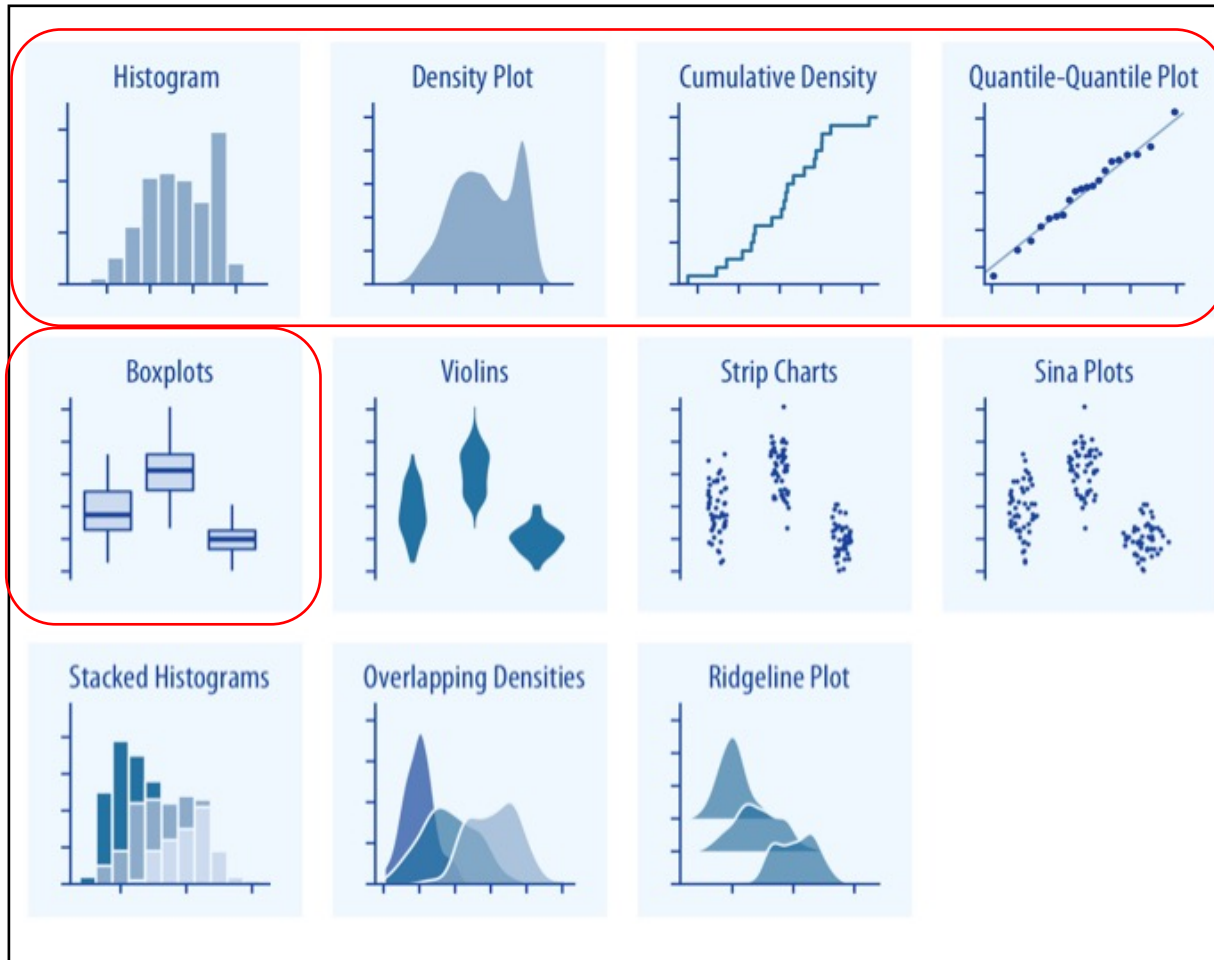 Histogram
Density Plot
Cumulative Density
Quantile-Quantile Plot
Boxplots
Violins
Strip Charts
Sina Plots
Stacked Histograms
Overlapping Densities
Ridgeline Plot